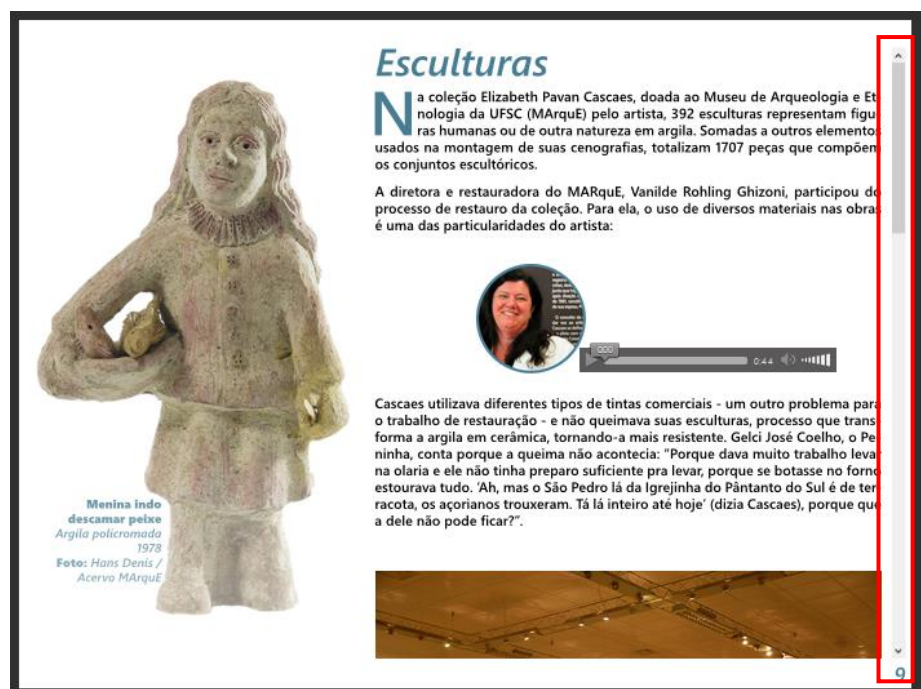 Esculturas
Na coleção Elizabeth Pavan Cascaes, doada ao Museu de Arqueologia e Et-
nologia da UFSC (MArquE) pelo artista, 392 esculturas representam figu-
ras humanas ou de outra natureza em argila. Somadas a outros elementos
usados na montagem de suas cenografias, totalizam 1707 peças que compõem
os conjuntos escultóricos.
A diretora e restauradora do MARquE, Vanilde Rohling Ghizoni, participou do
processo de restauro da coleção. Para ela, o uso de diversos materiais nas obras
é uma das particularidades do artista:
0:44
Cascaes utilizava diferentes tipos de tintas comerciais - um outro problema para
o trabalho de restauração - e não queimava suas esculturas, processo que trans-
forma a argila em cerâmica, tornando-a mais resistente. Gelci José Coelho, o Pe-
ninha, conta porque a queima não acontecia: "Porque dava muito trabalho levar
na olaria e ele não tinha preparo suficiente pra levar, porque se botasse no forno
estourava tudo. 'Ah, mas o São Pedro lá da Igrejinha do Pântanto do Sul é de ter-
racota, os açorianos trouxeram. Tá lá inteiro até hoje' (dizia Cascaes), porque que
a dele não pode ficar?".
Menina indo
descamar peixe
Argila policromada
1978
Foto: Hans Denis /
Acervo MArquE
9